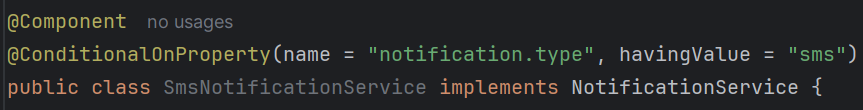 @Component no usages
@ConditionalOnProperty(name = "notification.type", havingValue = "sms")
public class SmsNotificationService implements NotificationService {